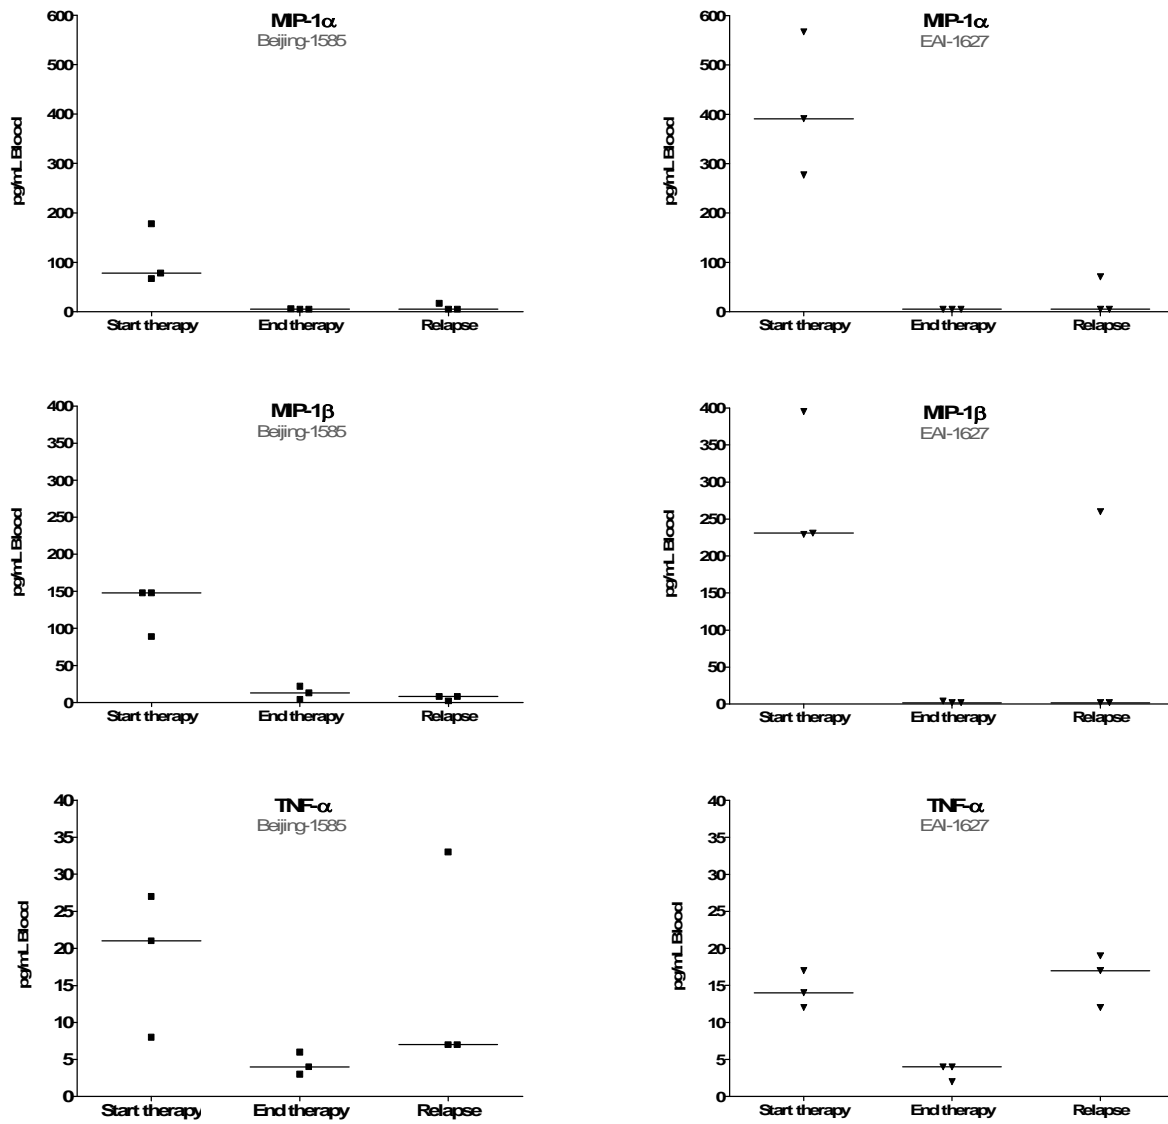 MIP-1α
Beijing-1585
600
500
400
300
200
100
0
pg/mL Blood
Start therapy End therapy Relapse
MIP-1α
EAI-1627
600
500
400
300
200
100
0
pg/mL Blood
Start therapy End therapy Relapse
MIP-1β
Beijing-1585
400
350
300
250
200
150
100
50
0
pg/mL Blood
Start therapy End therapy Relapse
MIP-1β
EAI-1627
400
350
300
250
200
150
100
50
0
pg/mL Blood
Start therapy End therapy Relapse
TNF-α
Beijing-1585
40
35
30
25
20
15
10
5
0
pg/mL Blood
Start therapy End therapy Relapse
TNF-α
EAI-1627
40
35
30
25
20
15
10
5
0
pg/mL Blood
Start therapy End therapy Relapse